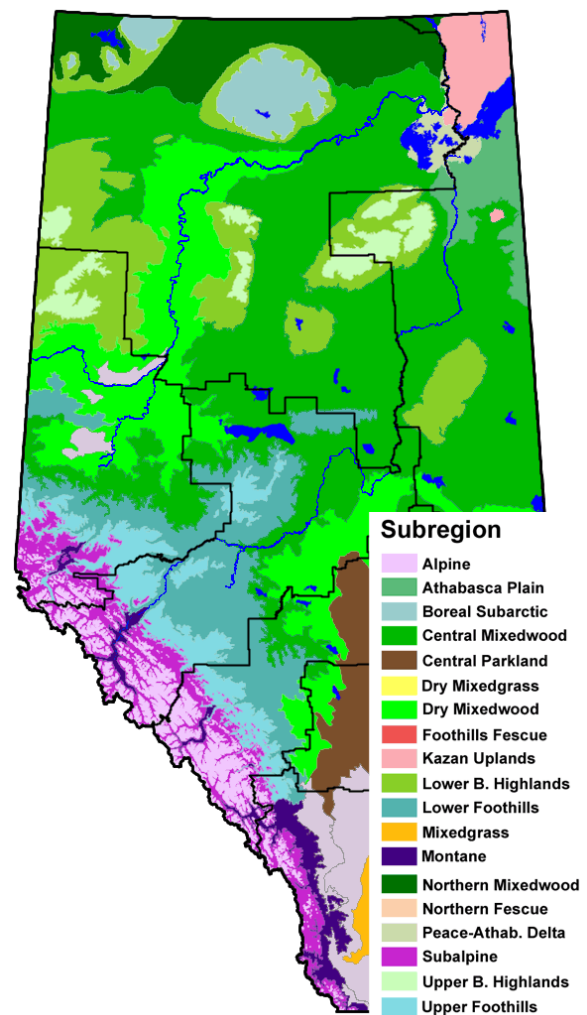 Subregion
Alpine
Athabasca Plain
Boreal Subarctic
Central Mixedwood
Central Parkland
Dry Mixedgrass
Dry Mixedwood
Foothills Fescue
Kazan Uplands
Lower B. Highlands
Lower Foothills
Mixedgrass
Montane
Northern Mixedwood
Northern Fescue
Peace-Athab. Delta
Subalpine
Upper B. Highlands
Upper Foothills